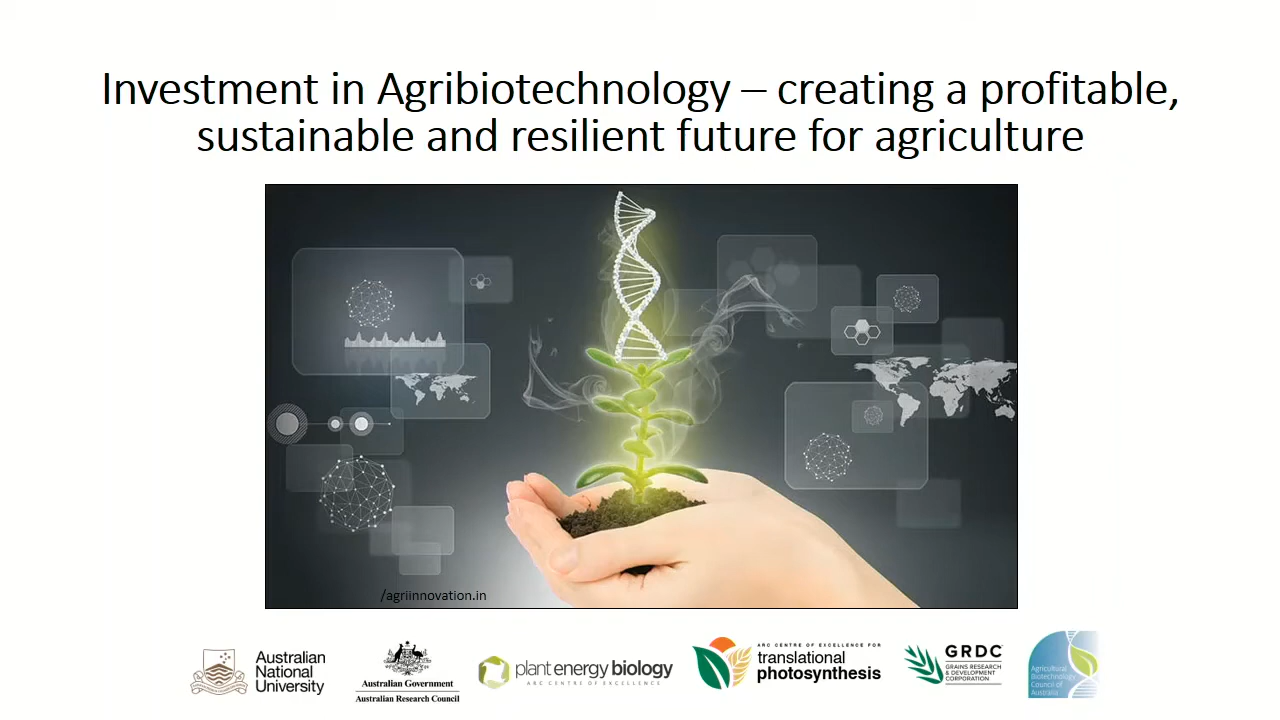 Investment in Agribiotechnology – creating a profitable,
sustainable and resilient future for agriculture
/agriinnovation.in
Australian
National
University
Australian Government
Australian Research Council
plant energy biology
ARC CENTRE OF EXCELLENCE
ARC CENTRE OF EXCELLENCE FOR
translational
photosynthesis
GRDC
GRAINS RESEARCH
& DEVELOPMENT
CORPORATION
Agricultural
Biotechnology
Council of
Australia